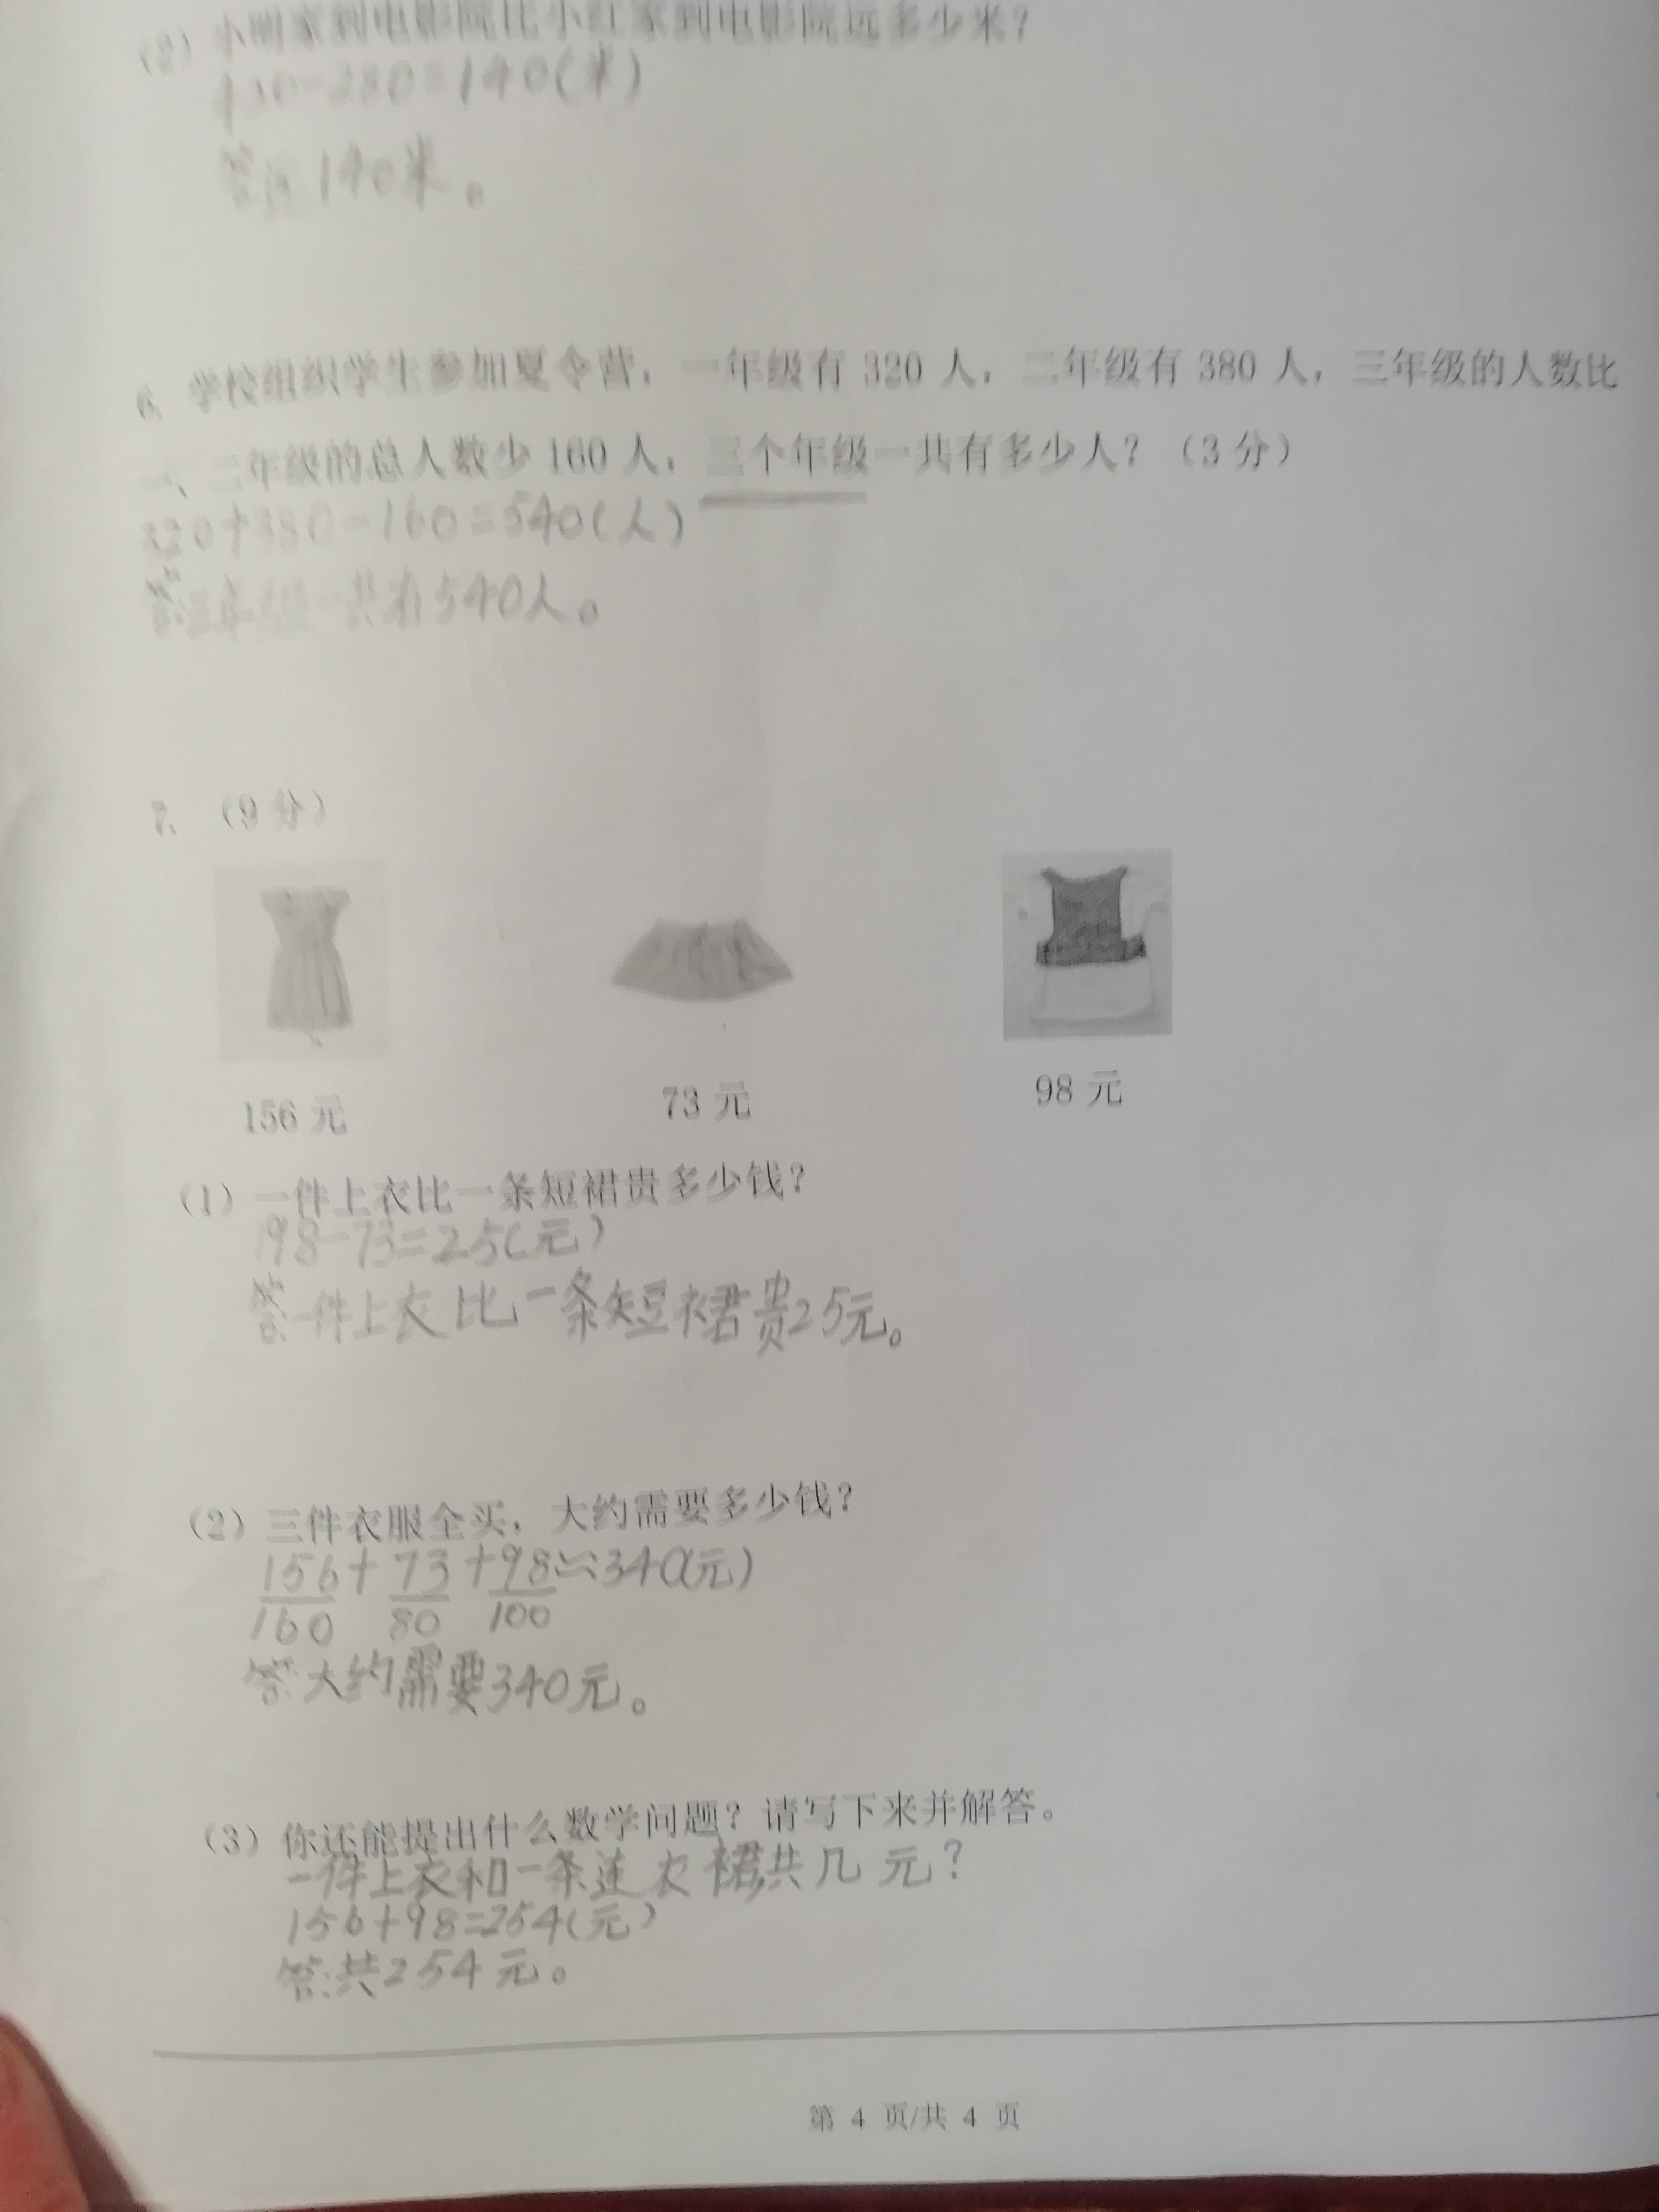 (2) 小明家到电影院比小红家到电影院远多少米？
420-280=140(米)
答:远140米。
6、学校组织学生参加夏令营，一年级有 320 人，二年级有 380 人，三年级的人数比
一、二年级的总人数少 160 人，三个年级一共有多少人？（3 分）
320+380-160=540(人)
答:三年级一共有540人。
7、（9 分）
156 元
73 元
98 元
(1) 一件上衣比一条短裙贵多少钱？
98-73=25(元)
答:一件上衣比一条短裙贵25元。
(2) 三件衣服全买，大约需要多少钱？
156+73+98≈340(元)
160 80 100
答:大约需要340元。
(3) 你还能提出什么数学问题？请写下来并解答。
一件上衣和一条连衣裙共几元？
156+98=254(元)
答:共254元。
第 4 页/共 4 页